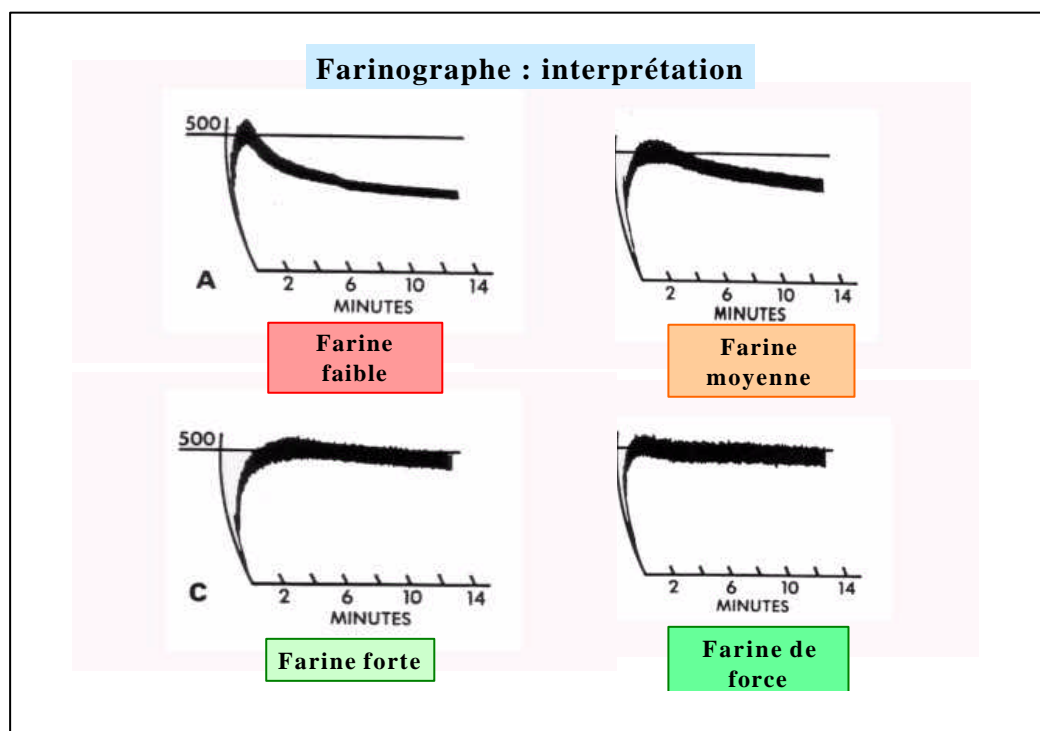 Farinographe : interprétation
500
A
2 6 10 14
MINUTES
Farine
faible
2 6 10 14
MINUTES
Farine
moyenne
500
C
2 6 10 14
MINUTES
Farine forte
2 6 10 14
MINUTES
Farine de
force